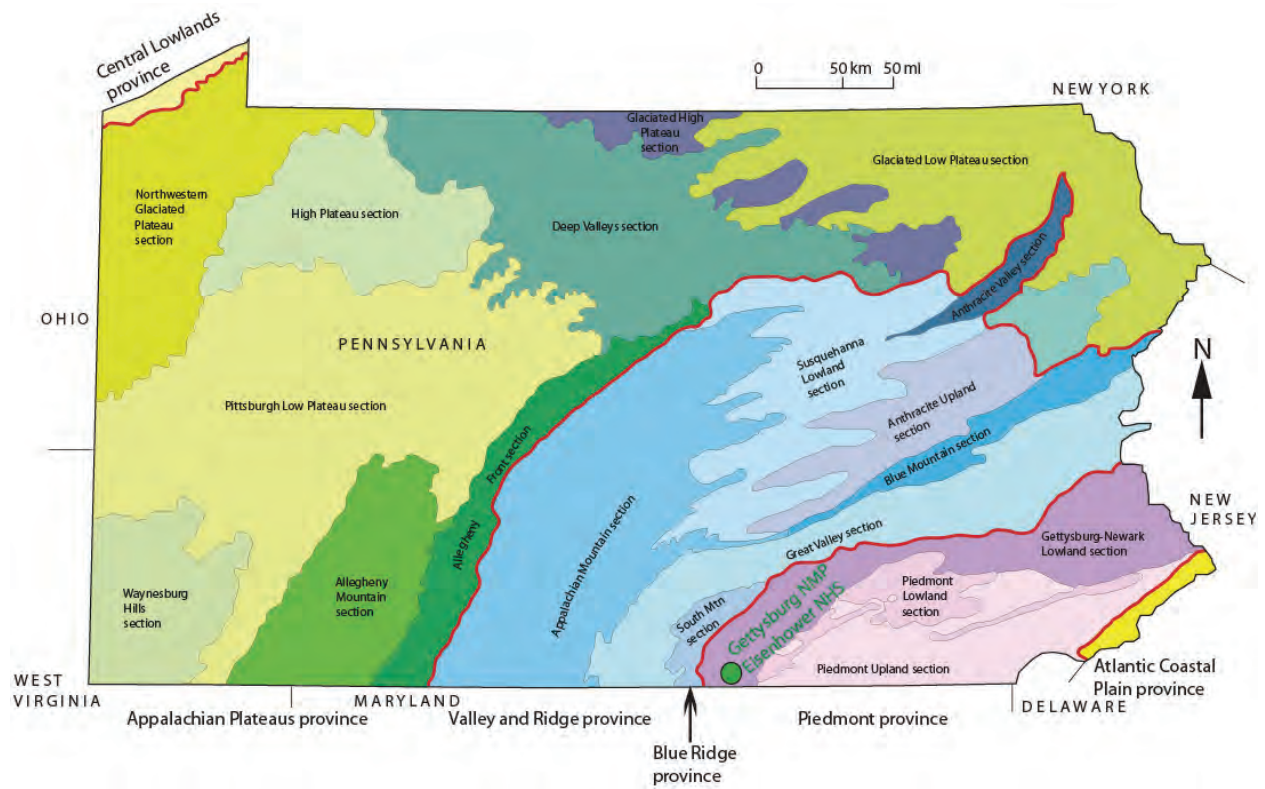 Central Lowlands
province
0
50 km
50 mi
NEW YORK
Glaciated High
Plateau
section
Glaciated Low Plateau section
Northwestern
Glaciated
Plateau
section
High Plateau section
Deep Valleys section
Anthracite Valley section
OHIO
PENNSYLVANIA
Susquehanna
Lowland
section
N
Pittsburgh Low Plateau section
Anthracite Upland
section
Blue Mountain section
Allegheny Front section
NEW
JERSEY
Great Valley section
Gettysburg-Newark
Lowland section
Appalachian Mountain section
Waynesburg
Hills
section
Allegheny
Mountain
section
South Mtn
section
Gettysburg NMP
Eisenhower NHS
Piedmont
Lowland
section
Piedmont Upland section
Atlantic Coastal
Plain province
WEST
VIRGINIA
MARYLAND
DELAWARE
Appalachian Plateaus province
Valley and Ridge province
Piedmont province
Blue Ridge
province